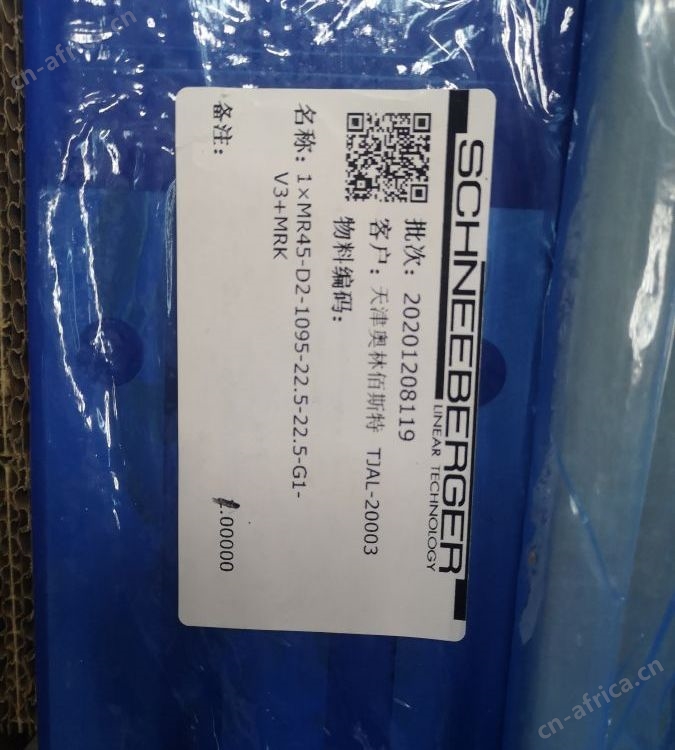 SCHNEEBERGER
LINEAR TECHNOLOGY
批次: 20201208119
客户: 天津奥林佰斯特 TJAL-20003
物料编码:
名称: 1×MR45-D2-1095-22.5-22.5-G1-
V3+MRK
备注:
.00000
cn-africa.cn
cn-africa.cn